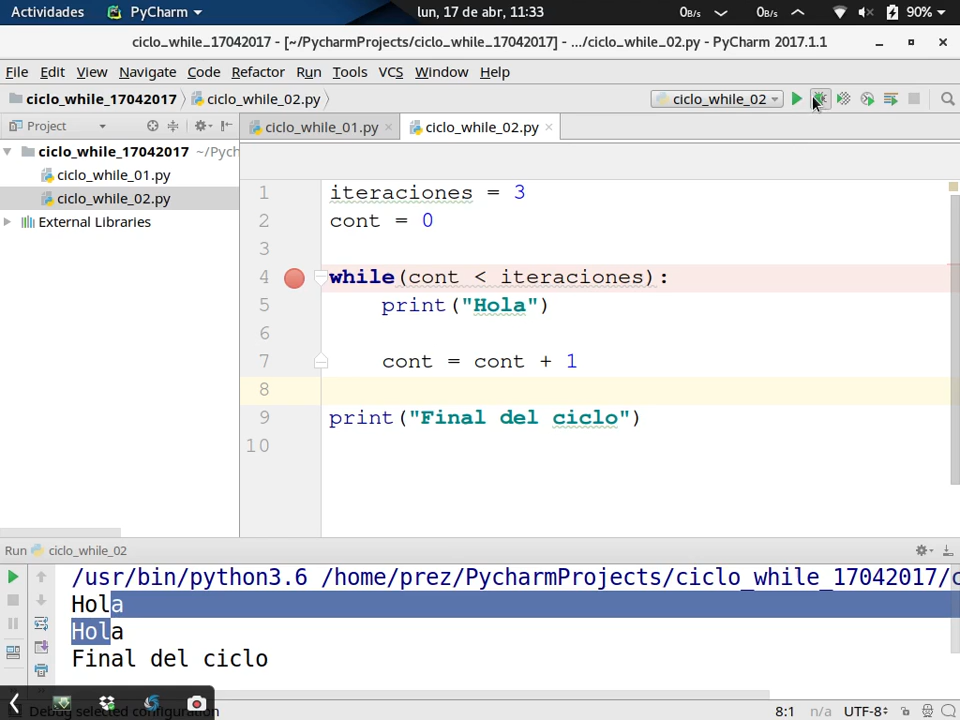 Actividades PyCharm lun, 17 de abr, 11:33 0B/s 0B/s 90%
ciclo_while_17042017 - [~/PycharmProjects/ciclo_while_17042017] - .../ciclo_while_02.py - PyCharm 2017.1.1
File Edit View Navigate Code Refactor Run Tools VCS Window Help
ciclo_while_17042017 ciclo_while_02.py ciclo_while_02
Project ciclo_while_01.py ciclo_while_02.py
ciclo_while_17042017 ~/Pych
ciclo_while_01.py
ciclo_while_02.py
External Libraries
1 iteraciones = 3
2 cont = 0
3
4 while(cont < iteraciones):
5 print("Hola")
6
7 cont = cont + 1
8
9 print("Final del ciclo")
10
Run ciclo_while_02
/usr/bin/python3.6 /home/prez/PycharmProjects/ciclo_while_17042017/c
Hola
Hola
Final del ciclo
Debug selected configuration 8:1 n/a UTF-8